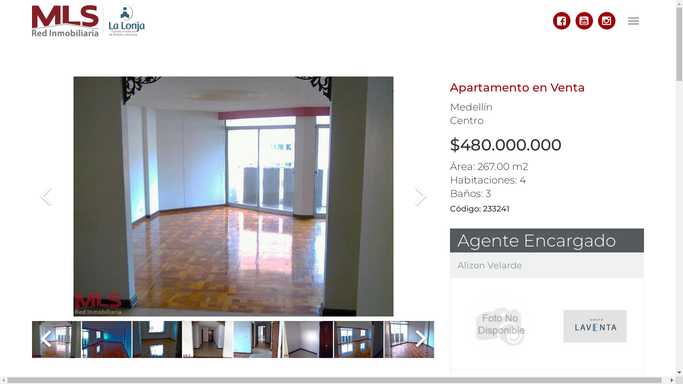 MLS
Red Inmobiliaria
La Lonja
Apartamento en Venta
Medellín
Centro
$480.000.000
Área: 267.00 m2
Habitaciones: 4
Baños: 3
Código: 233241
MLS
Red Inmobiliaria
Agente Encargado
Alizon Velarde
Foto No
Disponible
LAVENTA